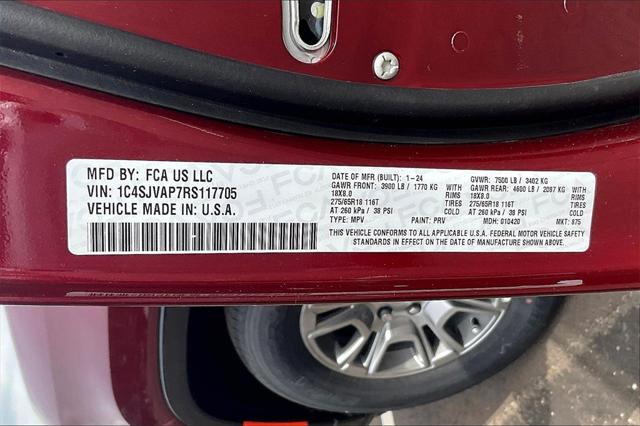 MFD BY: FCA US LLC
VIN: 1C4SJVAP7RS117705
VEHICLE MADE IN: U.S.A.
DATE OF MFR (BUILT): 1-24 GVWR: 7500 LB / 3402 KG
GAWR FRONT: 3900 LB / 1770 KG GAWR REAR: 4600 LB / 2087 KG
18X8.0 RIMS 18X8.0 RIMS
275/65R18 116T TIRES 275/65R18 116T TIRES
AT 260 kPa / 38 PSI COLD AT 260 kPa / 38 PSI COLD
TYPE: MPV PAINT: PRV MDH: 010420 MKT: 875
THIS VEHICLE CONFORMS TO ALL APPLICABLE U.S.A. FEDERAL MOTOR VEHICLE SAFETY
STANDARDS IN EFFECT ON THE DATE OF MANUFACTURE SHOWN ABOVE.